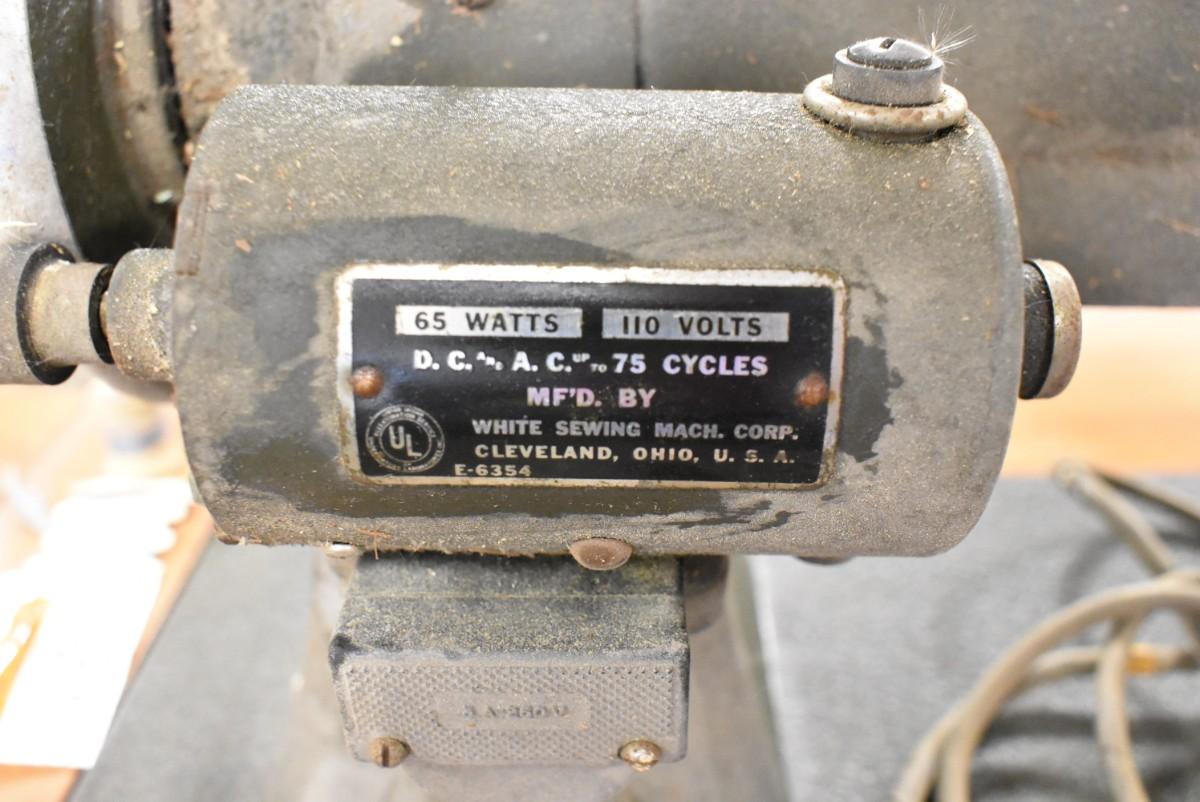 65 WATTS 110 VOLTS
D. C. AND A. C. UP TO 75 CYCLES
MF'D. BY
WHITE SEWING MACH. CORP.
CLEVELAND, OHIO, U. S. A.
UL
E-6354